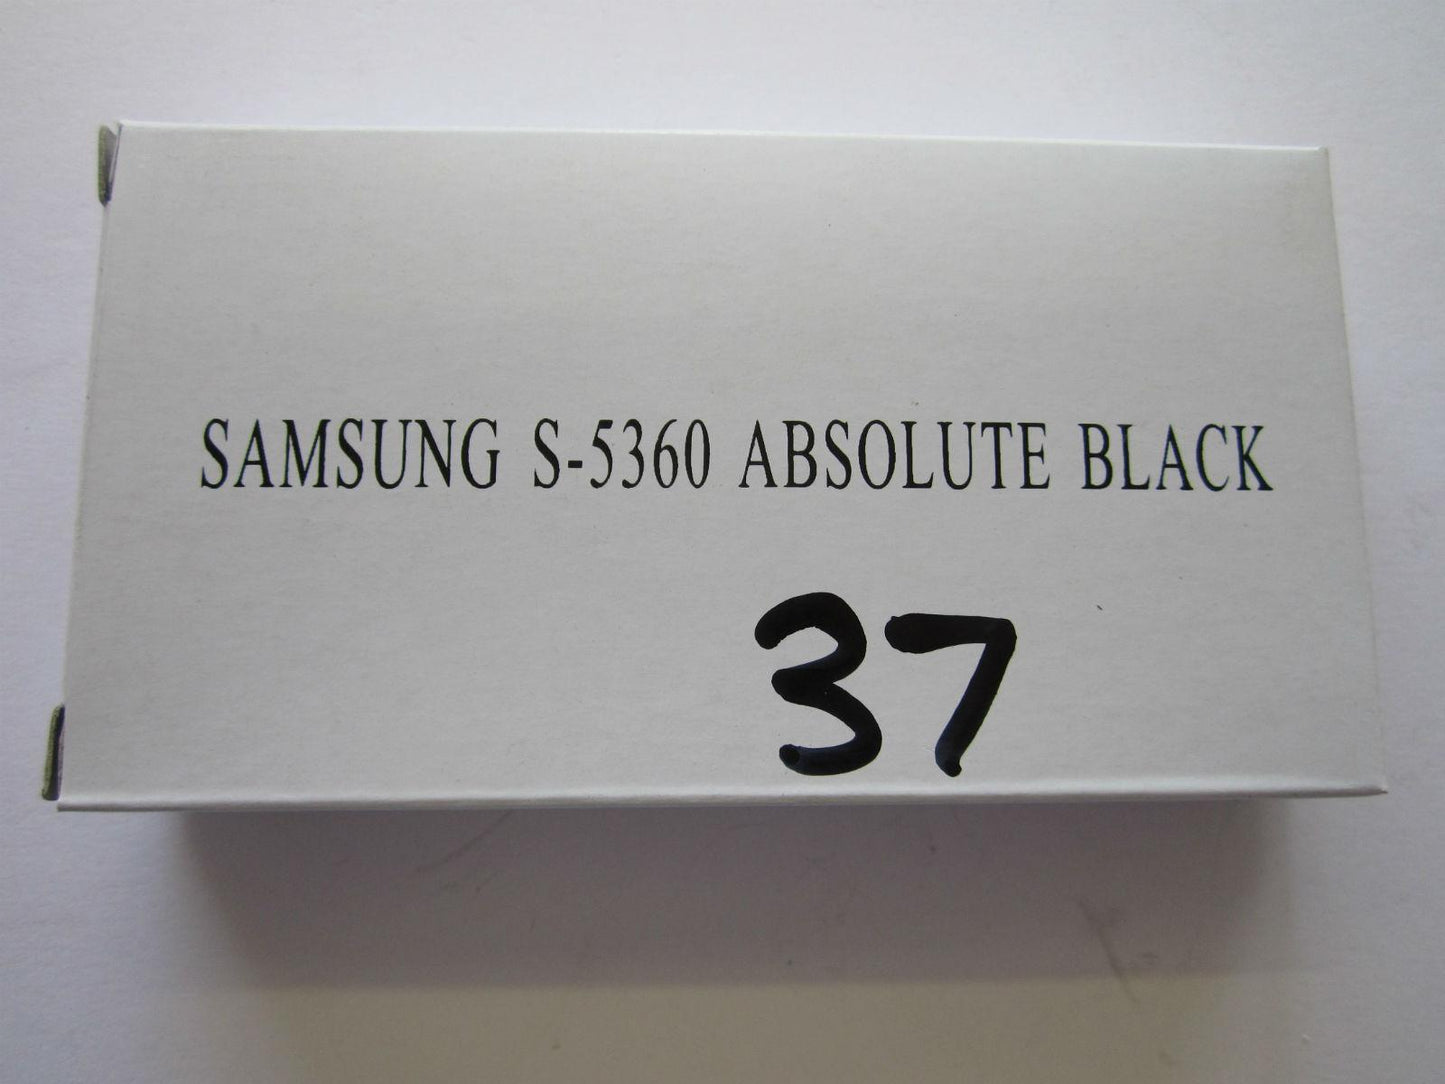 SAMSUNG S-5360 ABSOLUTE BLACK
37